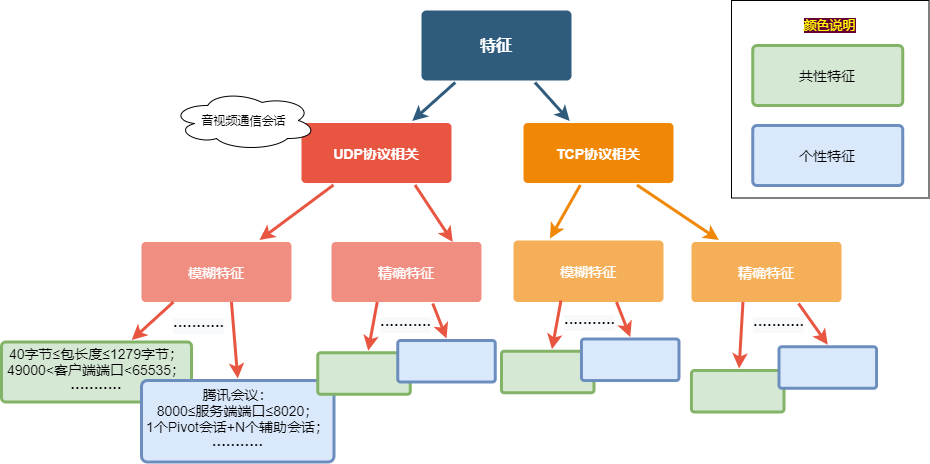 特征
颜色说明
共性特征
个性特征
音视频通信会话
UDP协议相关
TCP协议相关
模糊特征
精确特征
模糊特征
精确特征
...........
...........
...........
...........
40字节≤包长度≤1279字节;
49000<客户端端口<65535;
...........
腾讯会议:
8000≤服务端端口≤8020;
1个Pivot会话+N个辅助会话;
...........